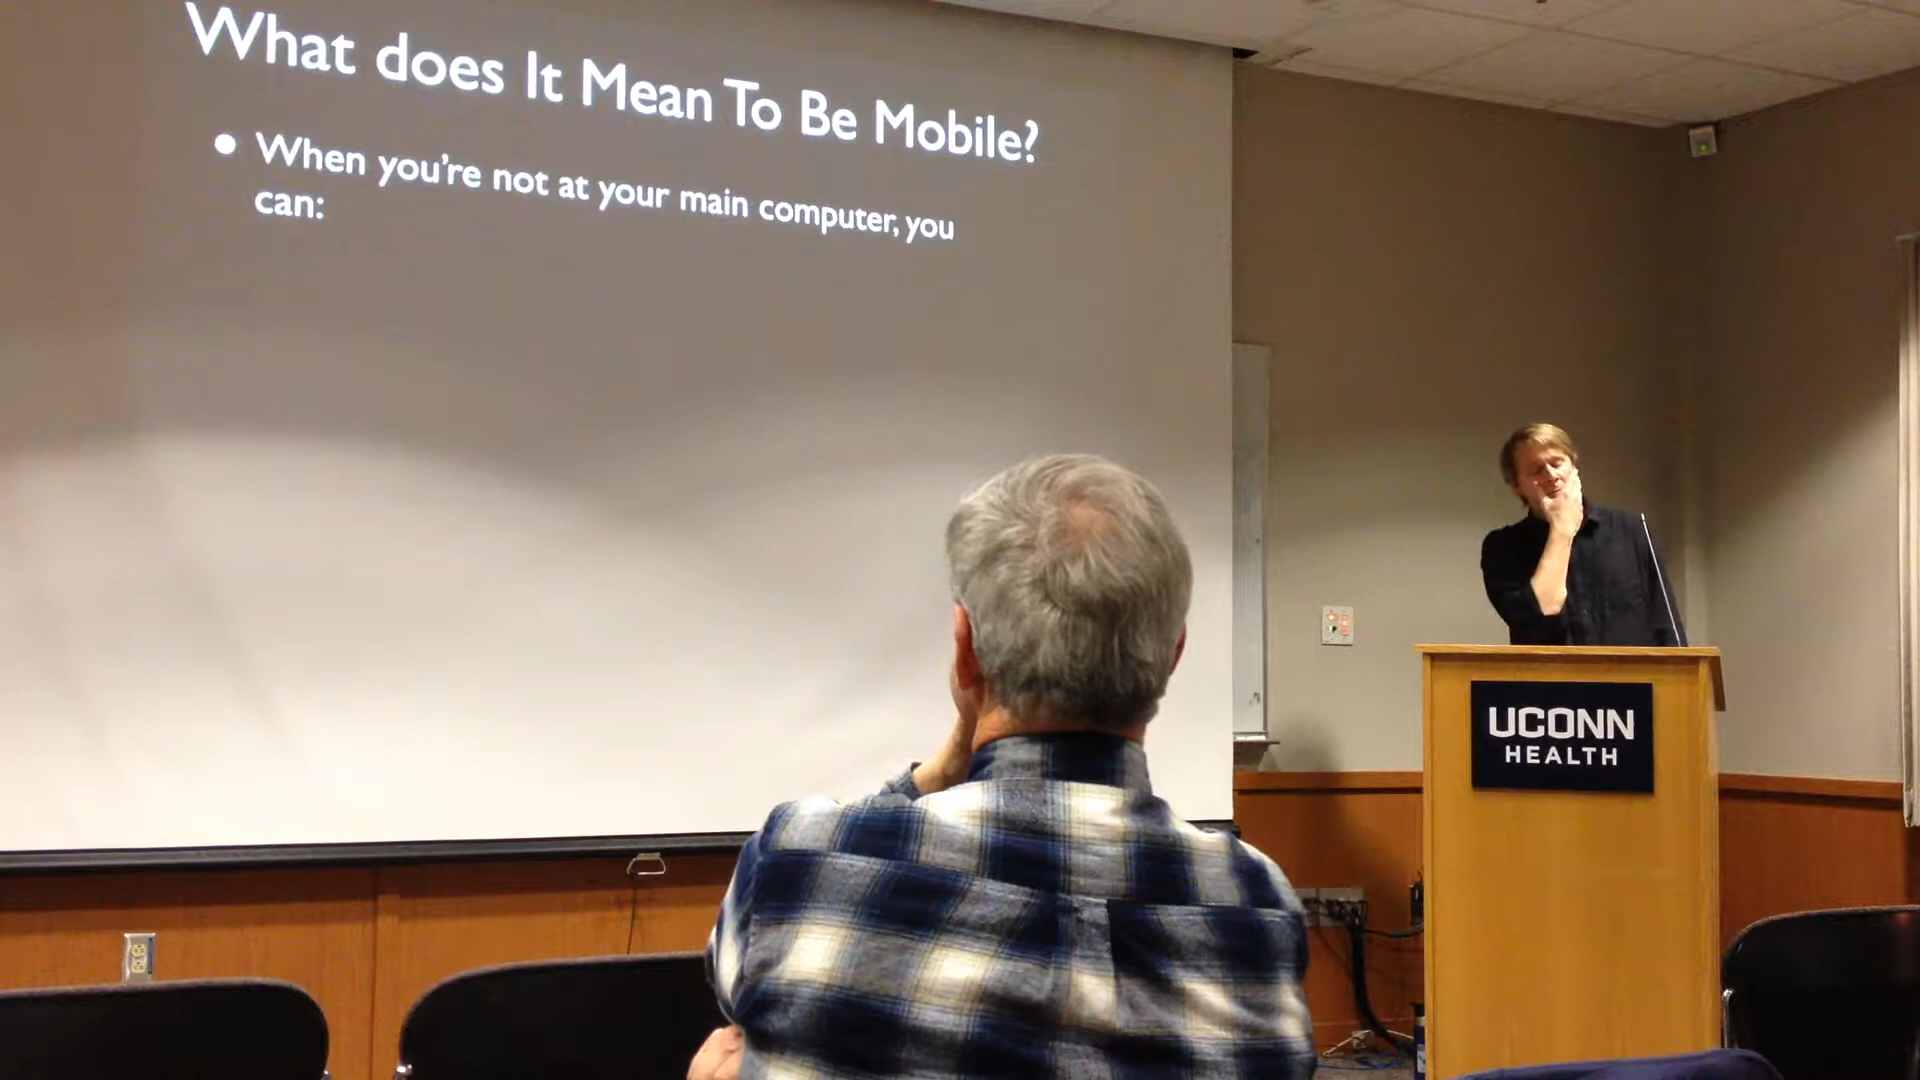 What does It Mean To Be Mobile?
• When you're not at your main computer, you
can:
UCONN
HEALTH